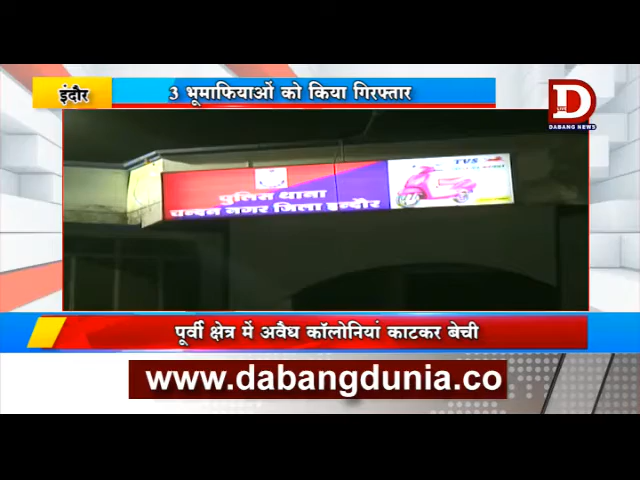 इंदौर
3 भूमाफियाओं को किया गिरफ्तार
D
DABANG NEWS
पुलिस थाना
चन्दन नगर जिला इन्दौर
TVS
पूर्वी क्षेत्र में अवैध कॉलोनियां काटकर बेची
www.dabangdunia.co